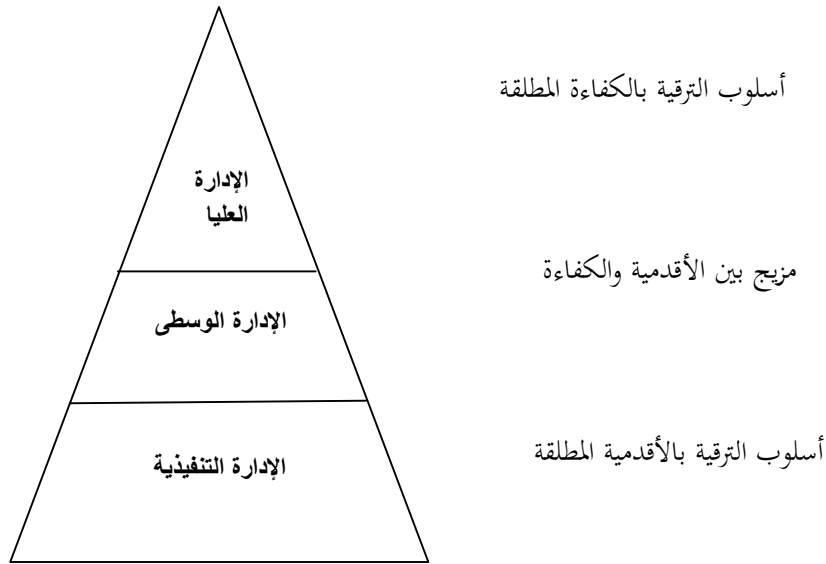 أسلوب الترقية بالكفاءة المطلقة
الإدارة
العليا
مزيج بين الأقدمية والكفاءة
الإدارة الوسطى
أسلوب الترقية بالأقدمية المطلقة
الإدارة التنفيذية